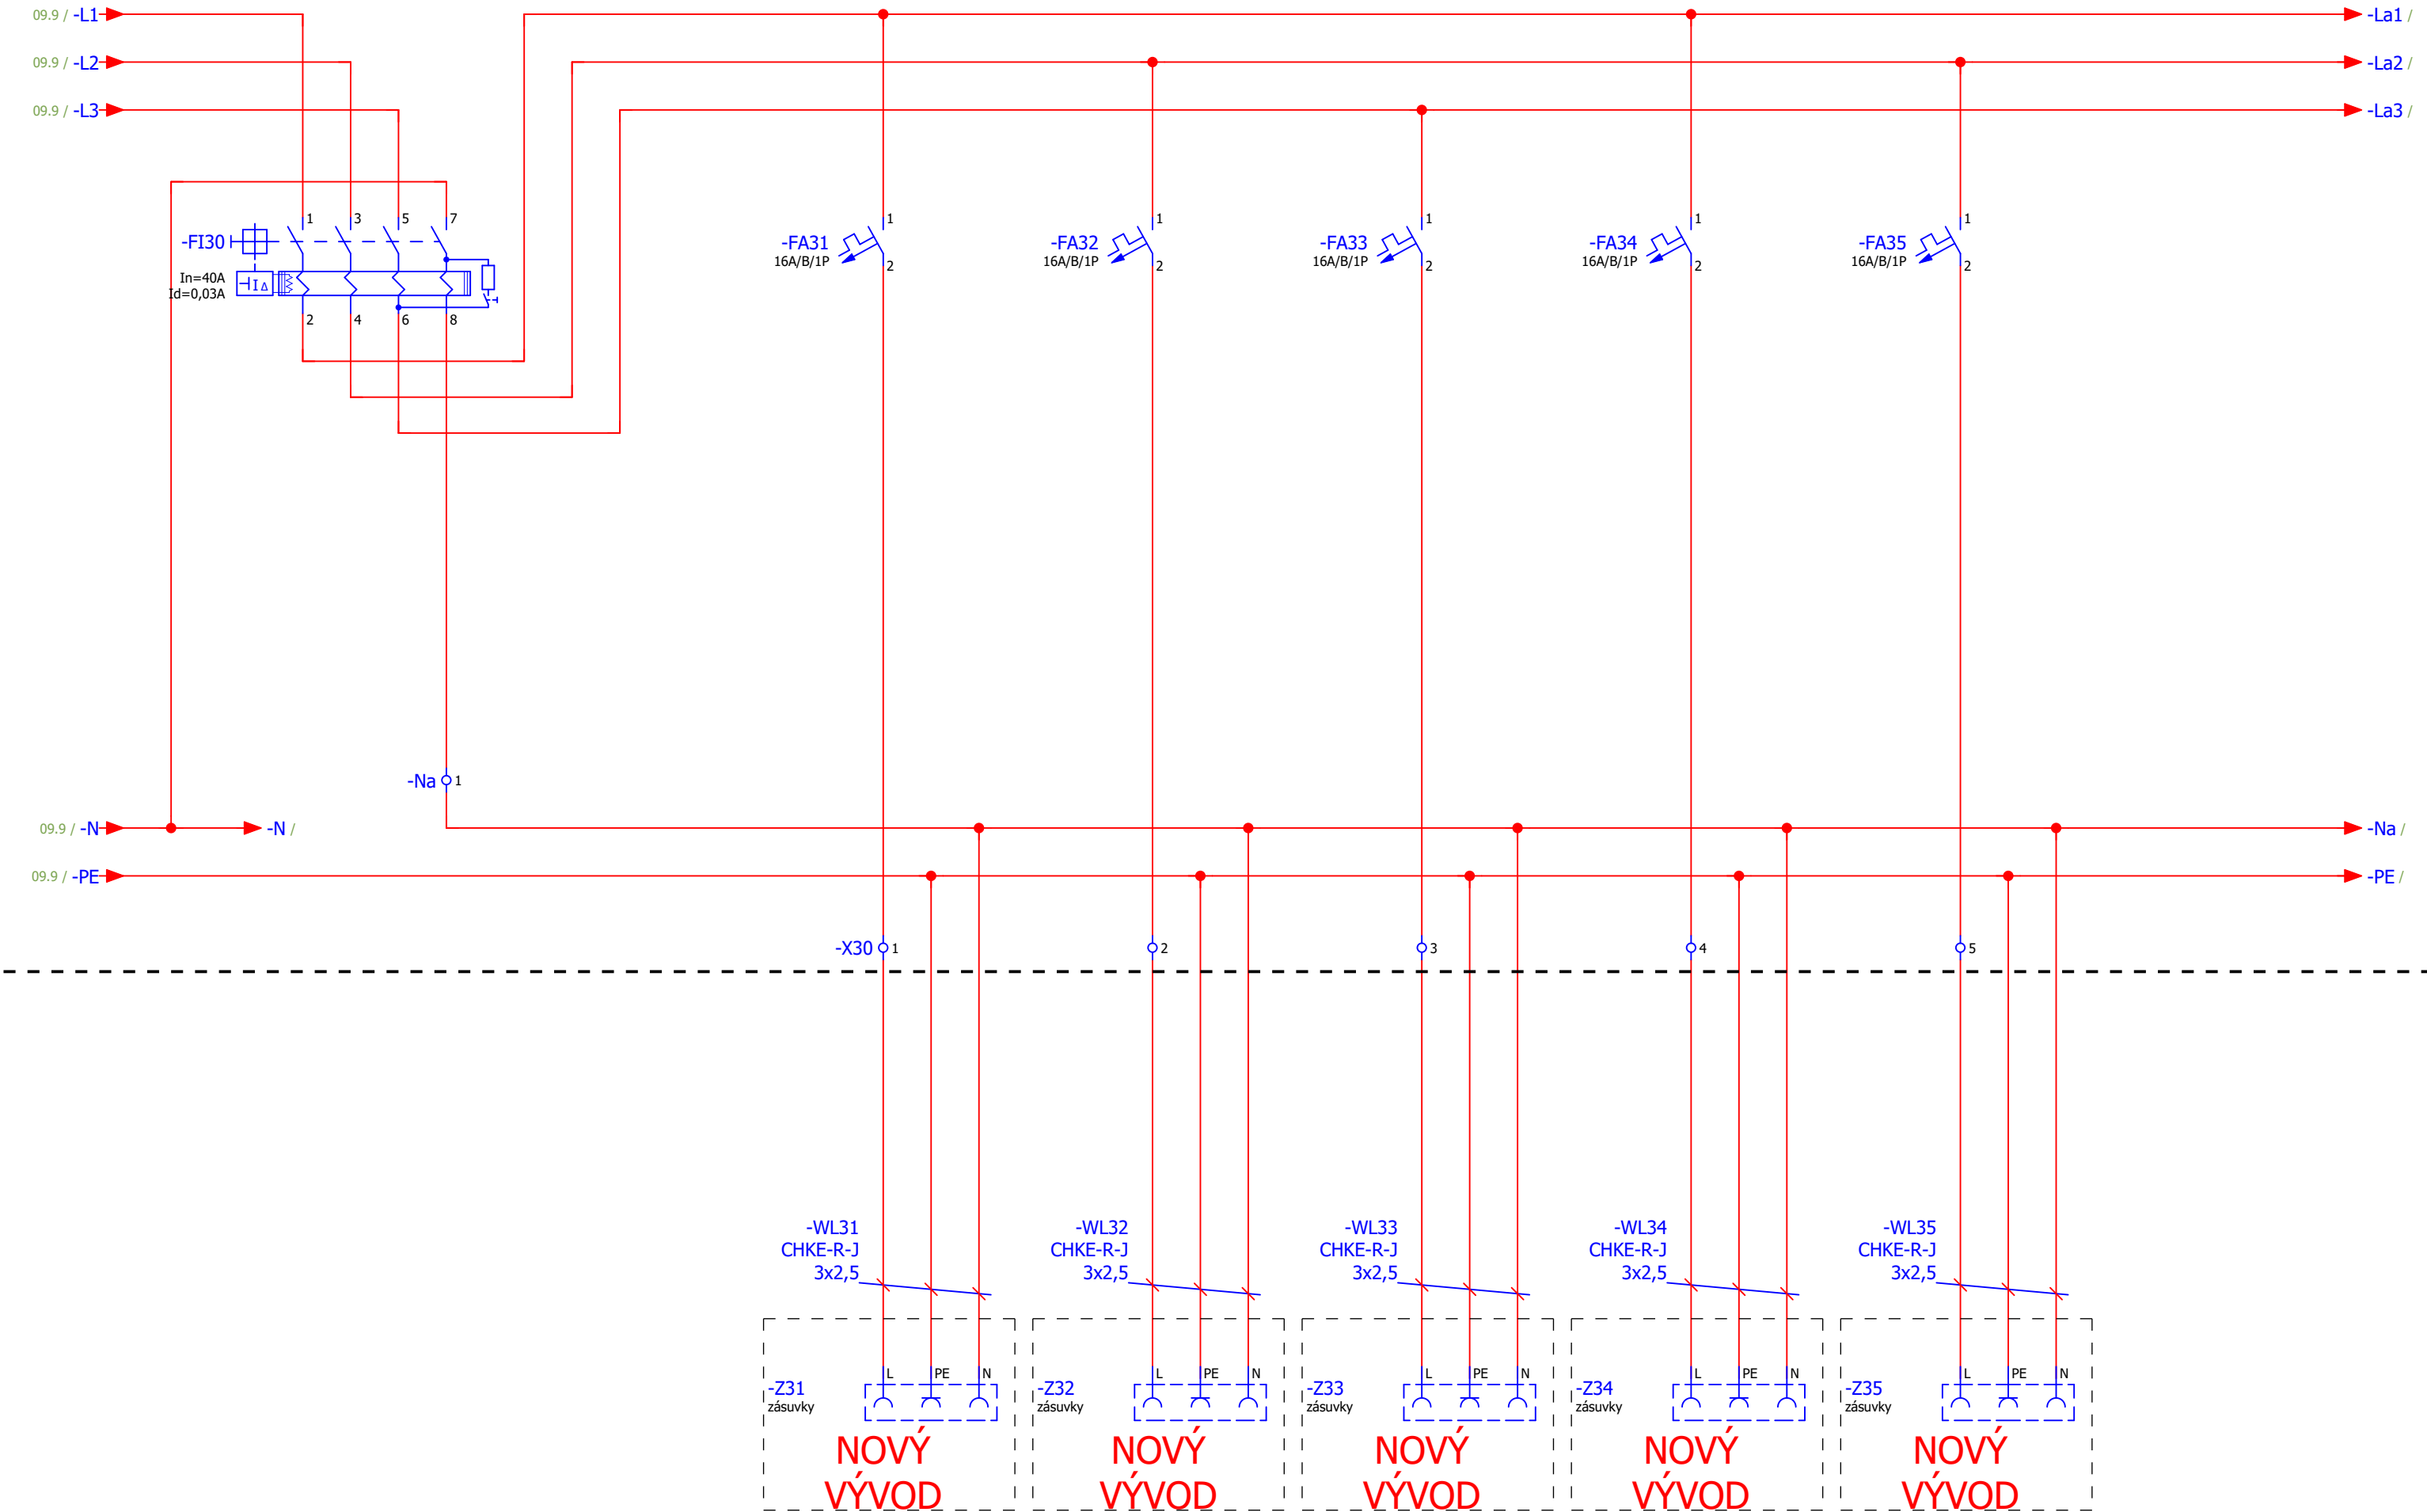 09.9 / -L1
-La1 /
09.9 / -L2
-La2 /
09.9 / -L3
-La3 /
1 3 5 7
-FI30
In=40A
Id=0,03A
I Δ
2 4 6 8
1
-FA31
16A/B/1P
2
1
-FA32
16A/B/1P
2
1
-FA33
16A/B/1P
2
1
-FA34
16A/B/1P
2
1
-FA35
16A/B/1P
2
-Na 1
09.9 / -N
-N /
-Na /
09.9 / -PE
-PE /
-X30 1 2 3 4 5
-WL31
CHKE-R-J
3x2,5
-WL32
CHKE-R-J
3x2,5
-WL33
CHKE-R-J
3x2,5
-WL34
CHKE-R-J
3x2,5
-WL35
CHKE-R-J
3x2,5
L PE N
-Z31
zásuvky
NOVÝ
VÝVOD
L PE N
-Z32
zásuvky
NOVÝ
VÝVOD
L PE N
-Z33
zásuvky
NOVÝ
VÝVOD
L PE N
-Z34
zásuvky
NOVÝ
VÝVOD
L PE N
-Z35
zásuvky
NOVÝ
VÝVOD